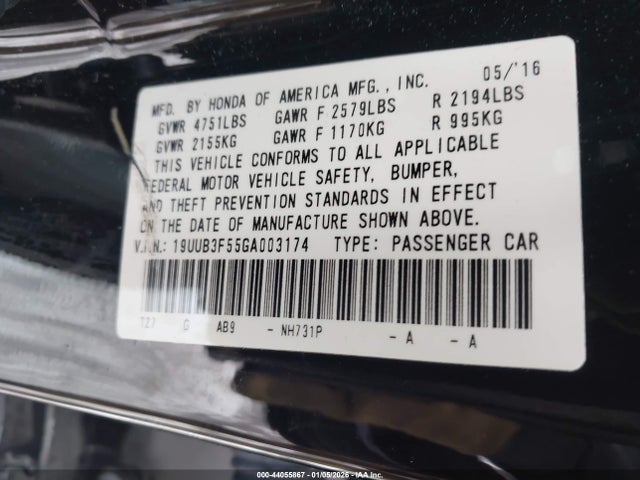 MFD. BY HONDA OF AMERICA MFG., INC. 05/'16
GVWR 4751LBS GAWR F 2579LBS R 2194LBS
GVWR 2155KG GAWR F 1170KG R 995KG
THIS VEHICLE CONFORMS TO ALL APPLICABLE
FEDERAL MOTOR VEHICLE SAFETY, BUMPER,
AND THEFT PREVENTION STANDARDS IN EFFECT
ON THE DATE OF MANUFACTURE SHOWN ABOVE.
V.I.N.: 19UUB3F55GA003174 TYPE: PASSENGER CAR
TZ7 G AB9 - NH731P - A - A
000-44055867 - 01/05/2026 - IAA Inc.